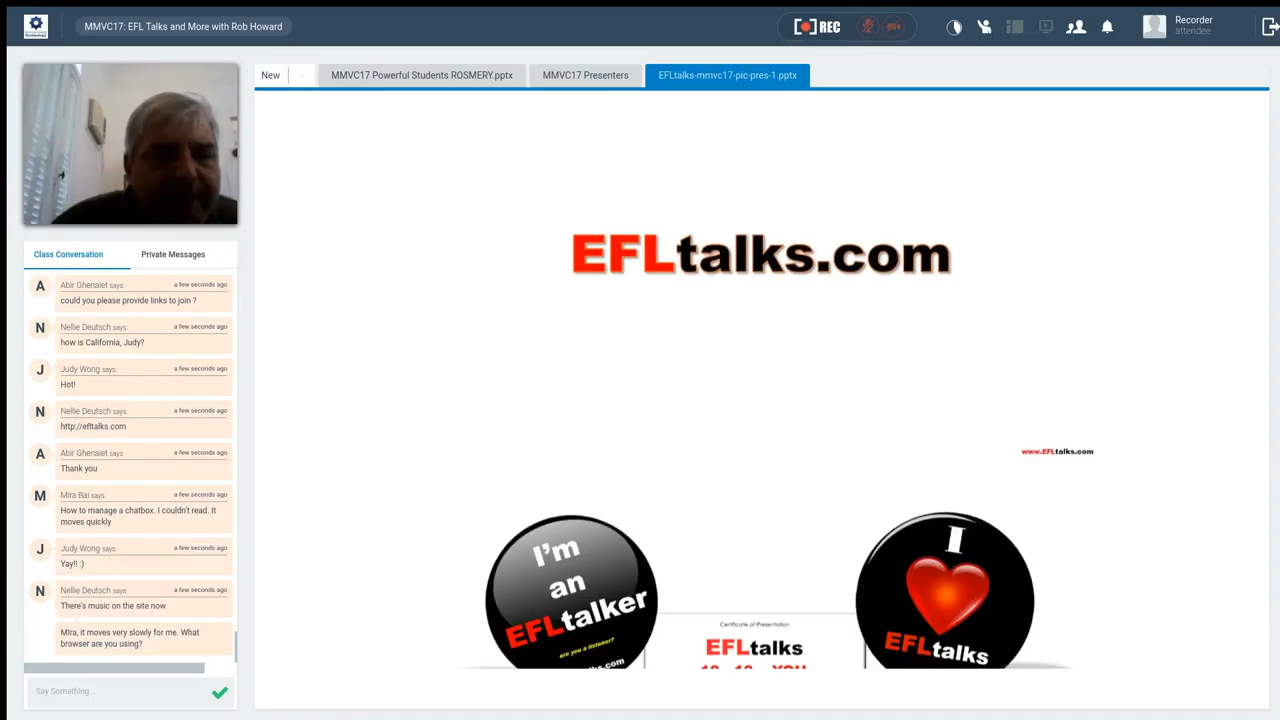 MMVC17: EFL Talks and More with Rob Howard
REC
Recorder
attendee
New
MMVC17 Powerful Students ROSMERY.pptx
MMVC17 Presenters
EFLtalks-mmvc17-pic-pres-1.pptx
Class Conversation
Private Messages
A
Abir Ghenaiet says:
a few seconds ago
could you please provide links to join ?
N
Nellie Deutsch says:
a few seconds ago
how is California, Judy?
J
Judy Wong says:
a few seconds ago
Hot!
N
Nellie Deutsch says:
a few seconds ago
http://efltalks.com
A
Abir Ghenaiet says:
a few seconds ago
Thank you
M
Mira Bai says:
a few seconds ago
How to manage a chatbox. I couldn't read. It
moves quickly
J
Judy Wong says:
a few seconds ago
Yay!! :)
N
Nellie Deutsch says:
a few seconds ago
There's music on the site now
Mira, it moves very slowly for me. What
browser are you using?
Say Something ...
EFLtalks.com
www.EFLtalks.com
I'm
an
EFLtalker
are you a listener?
Certificate of Presentation
EFLtalks
I
EFLtalks